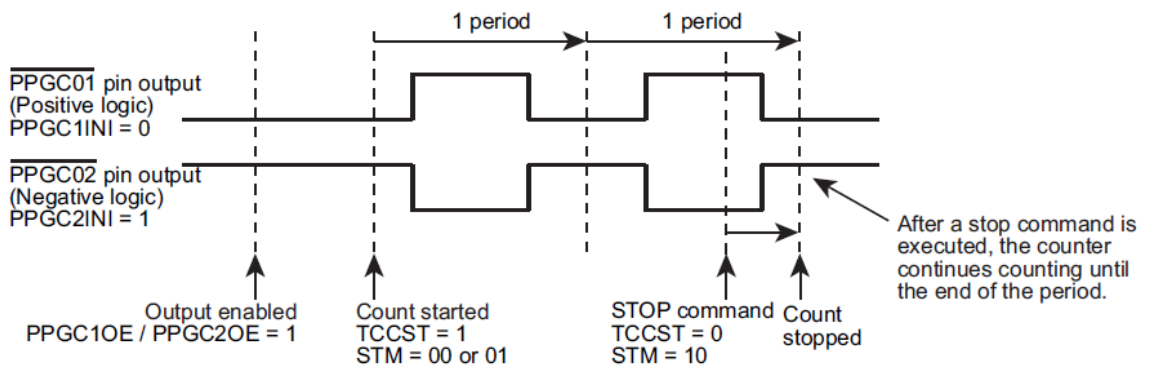 1 period
1 period
PPGC01 pin output
(Positive logic)
PPGC1INI = 0
PPGC02 pin output
(Negative logic)
PPGC2INI = 1
After a stop command is
executed, the counter
continues counting until
the end of the period.
Output enabled
PPGC1OE / PPGC2OE = 1
Count started
TCCST = 1
STM = 00 or 01
STOP command
TCCST = 0
STM = 10
Count
stopped